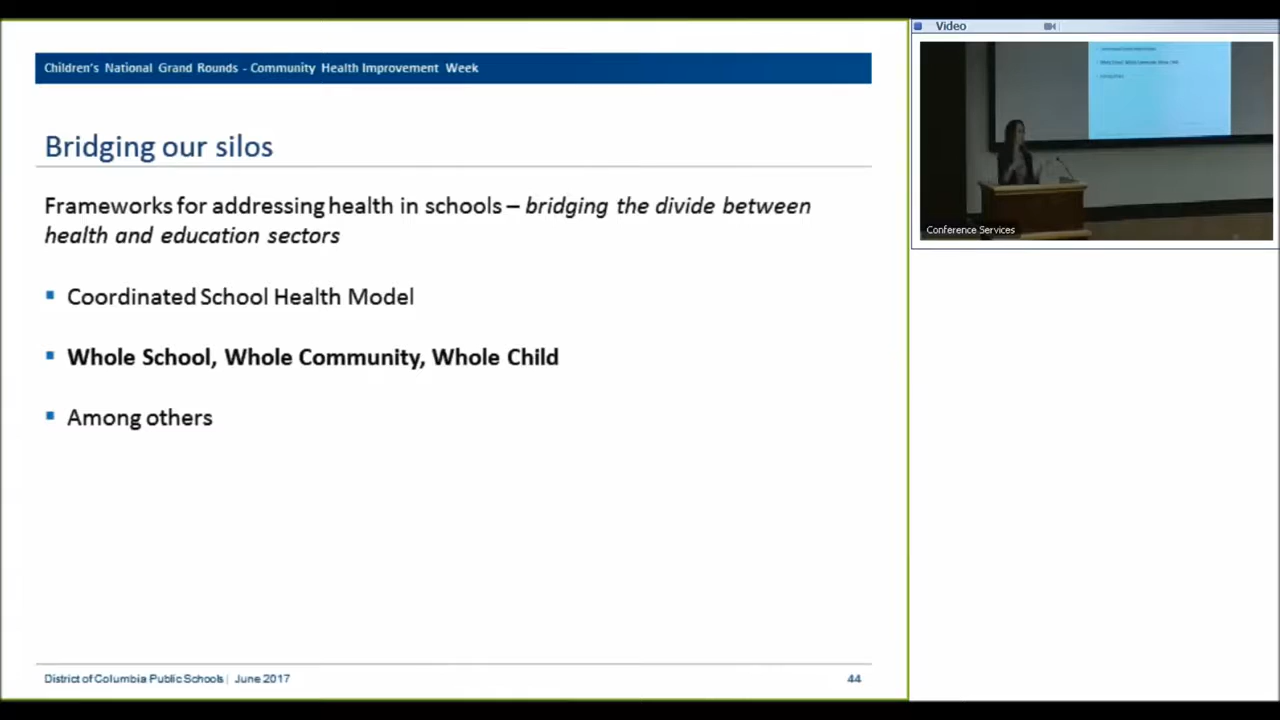 Children's National Grand Rounds - Community Health Improvement Week
Bridging our silos
Frameworks for addressing health in schools – bridging the divide between
health and education sectors
Coordinated School Health Model
Whole School, Whole Community, Whole Child
Among others
District of Columbia Public Schools | June 2017
44
Video
Conference Services